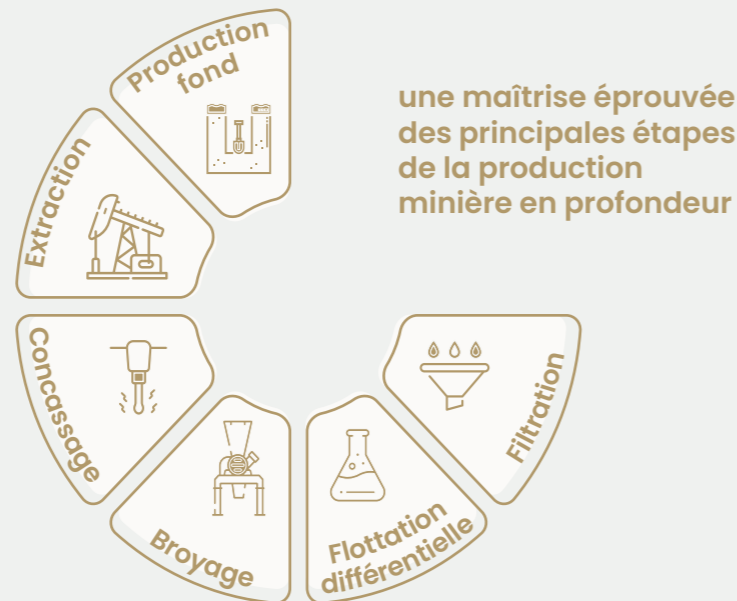 Production
fond
une maîtrise éprouvée
des principales étapes
de la production
minière en profondeur
Extraction
Concassage
Broyage
Flottation
différentielle
Filtration